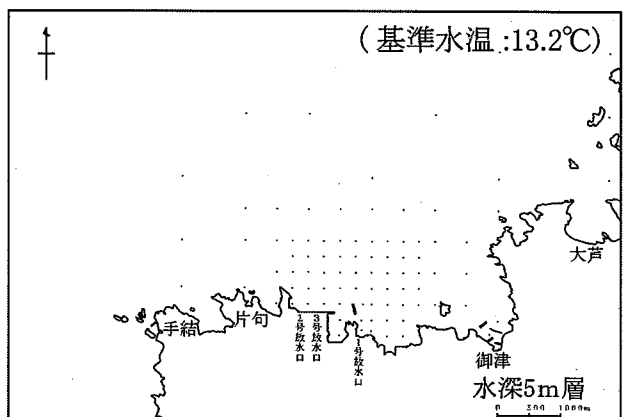 (基準水温:13.2℃)
大芦
手結
片句
2号放水口
3号放水口
1号放水口
御津
水深5m層
0 500 1000m